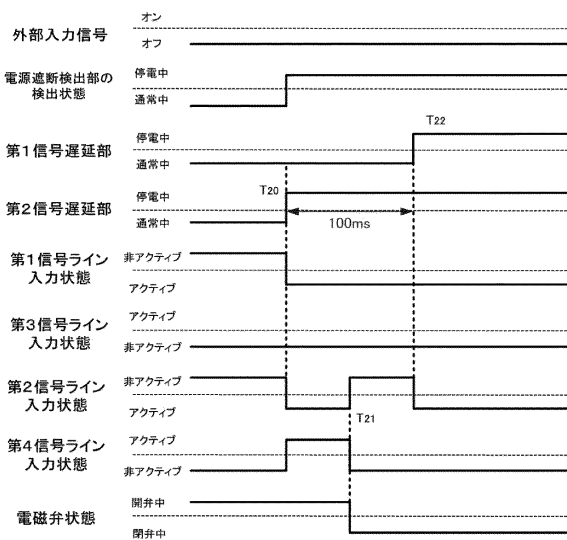 オン
外部入力信号
オフ
電源遮断検出部の
検出状態
停電中
通常中
T22
第1信号遅延部
停電中
通常中
T20
第2信号遅延部
停電中
通常中
100ms
第1信号ライン
入力状態
非アクティブ
アクティブ
第3信号ライン
入力状態
アクティブ
非アクティブ
第2信号ライン
入力状態
非アクティブ
アクティブ
T21
第4信号ライン
入力状態
アクティブ
非アクティブ
電磁弁状態
開弁中
閉弁中